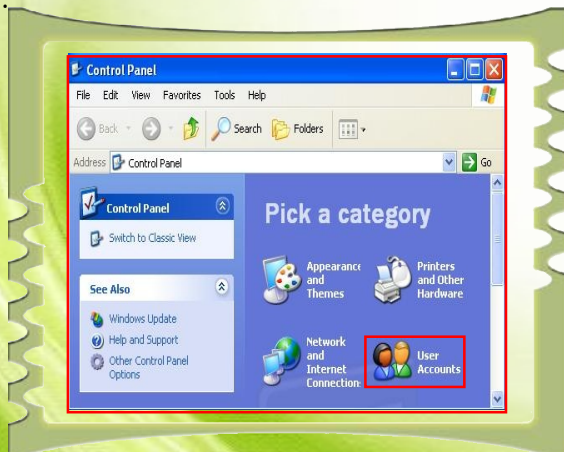 Control Panel
File Edit View Favorites Tools Help
Back Search Folders
Address Control Panel Go
Control Panel
Switch to Classic View
See Also
Windows Update
Help and Support
Other Control Panel
Options
Pick a category
Appearance
and
Themes
Printers
and Other
Hardware
Network
and
Internet
Connection
User
Accounts